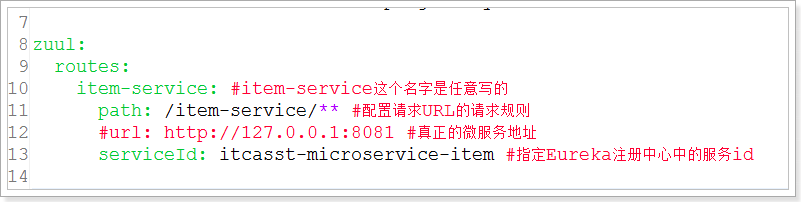 7
8 zuul:
9 routes:
10 item-service: #item-service这个名字是任意写的
11 path: /item-service/** #配置请求URL的请求规则
12 #url: http://127.0.0.1:8081 #真正的微服务地址
13 serviceId: itcasst-microservice-item #指定Eureka注册中心中的服务id
14